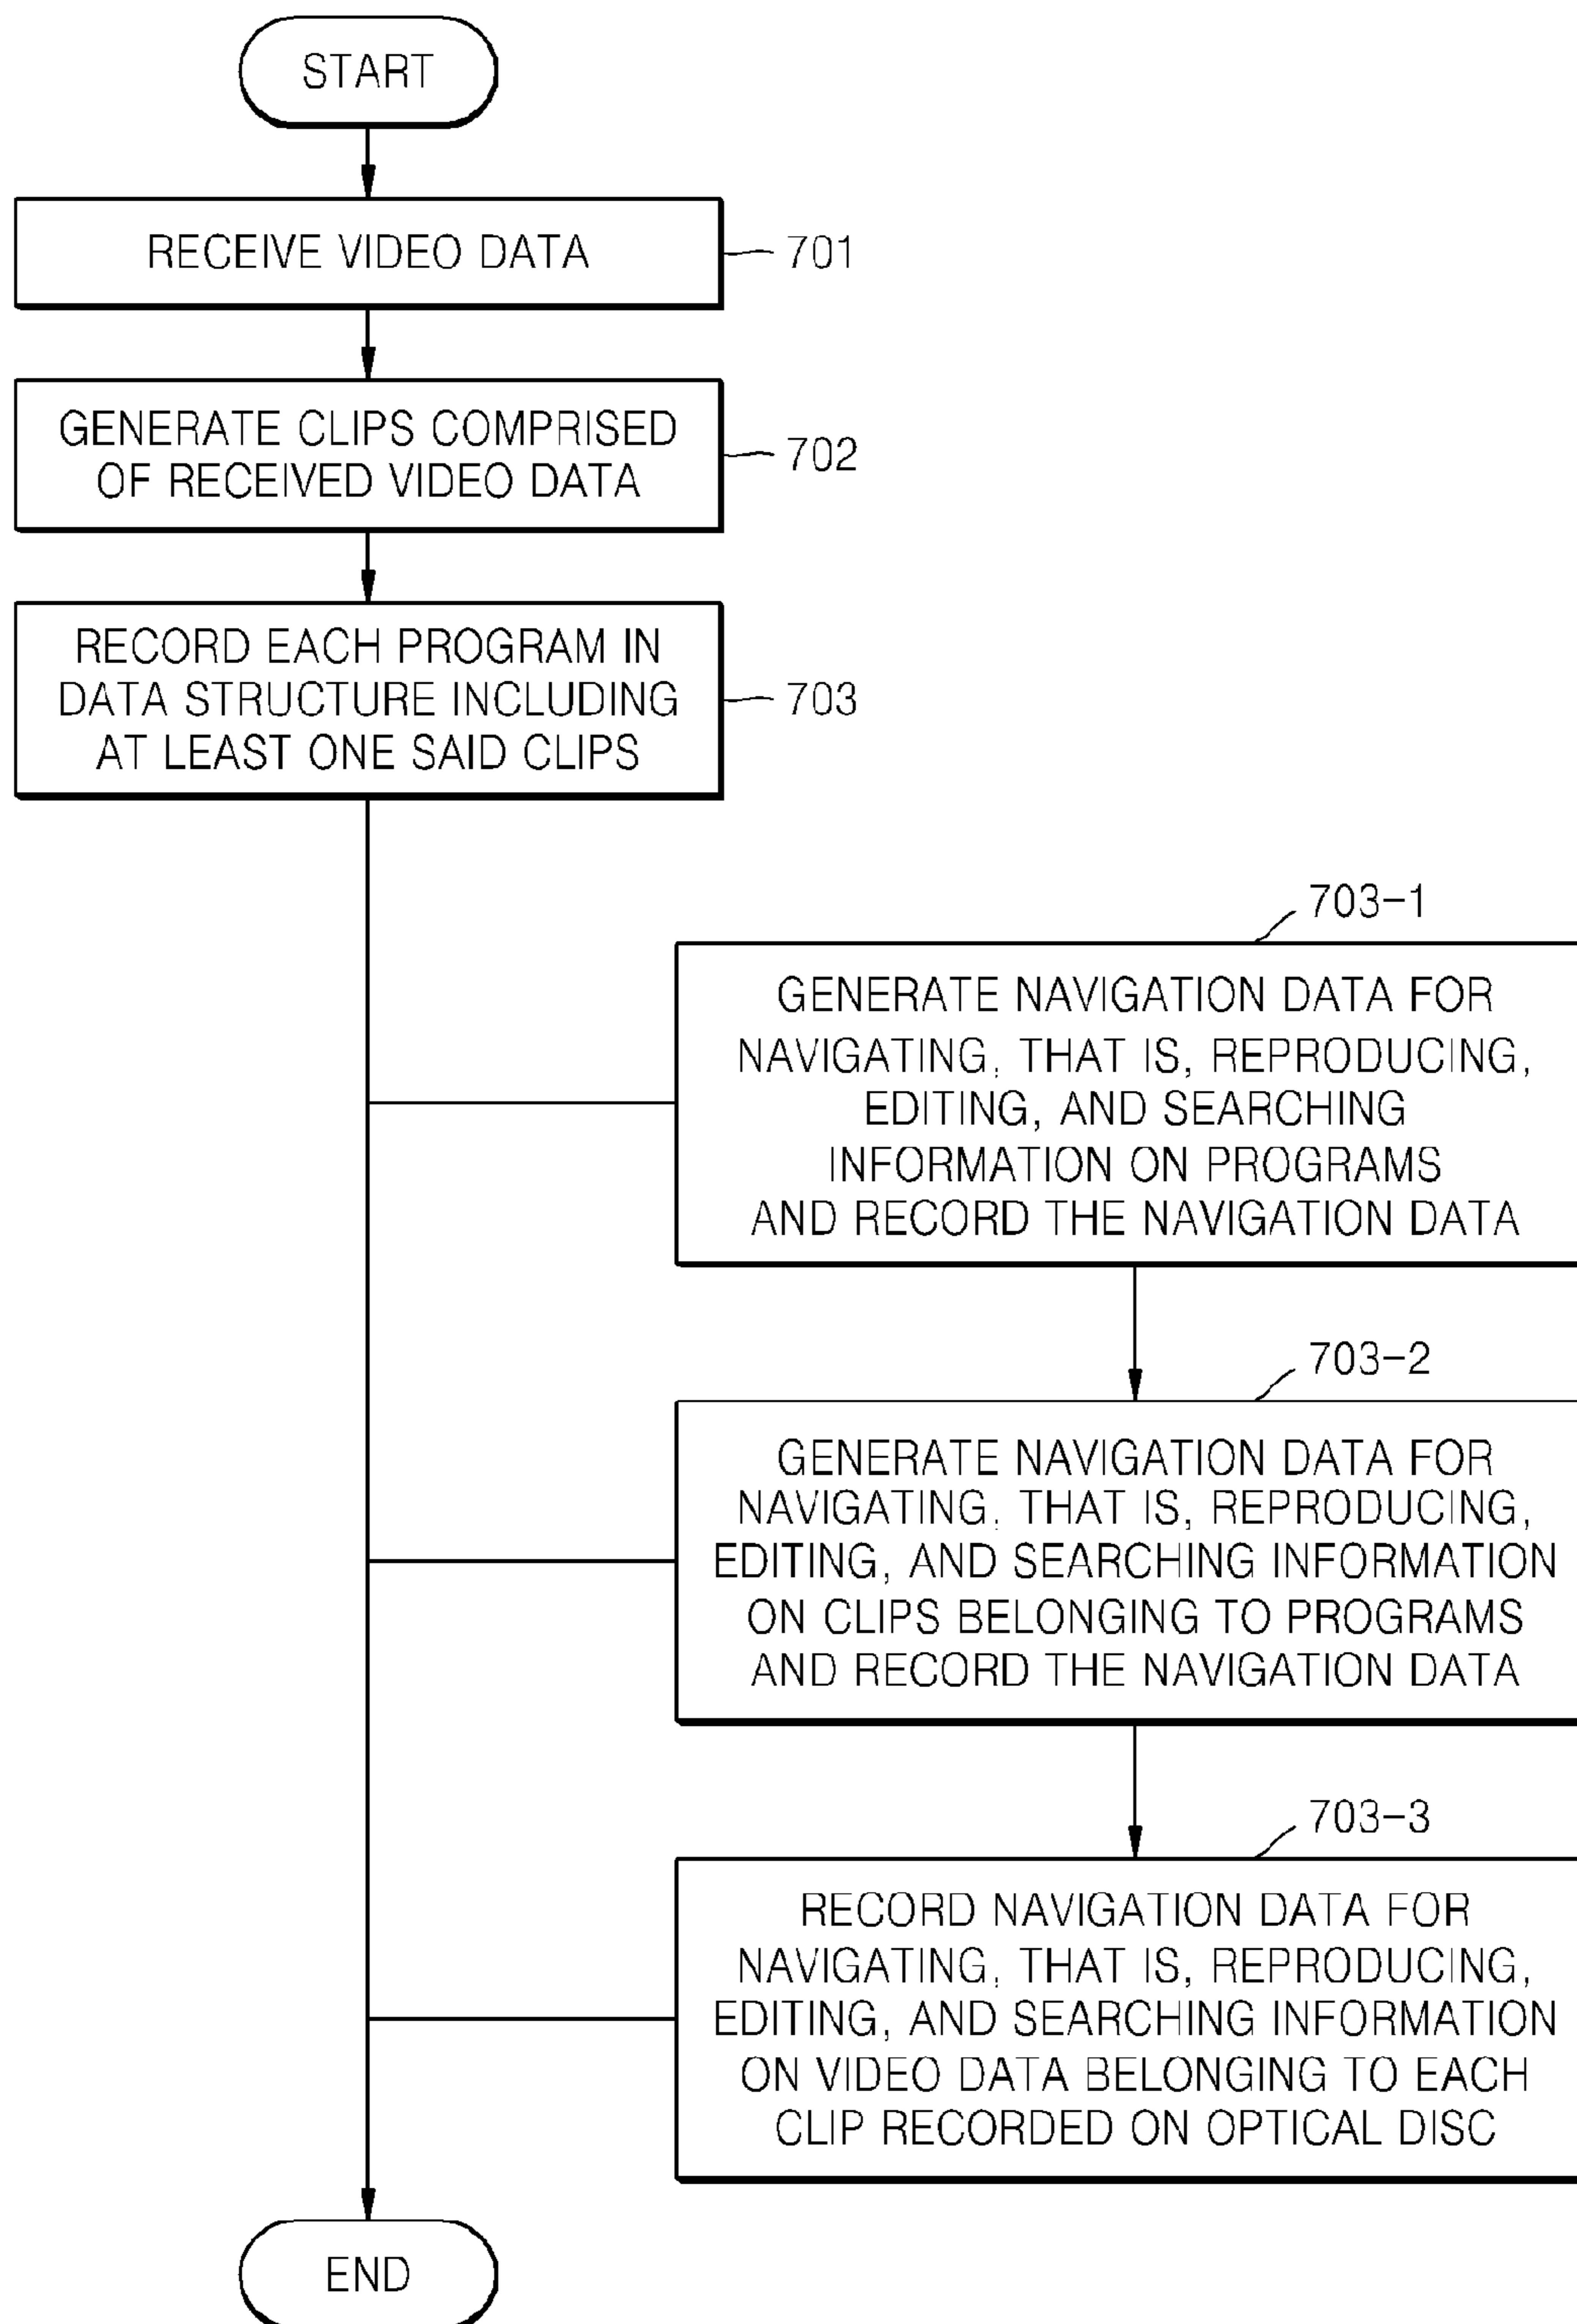 START
RECEIVE VIDEO DATA
701
GENERATE CLIPS COMPRISED
OF RECEIVED VIDEO DATA
702
RECORD EACH PROGRAM IN
DATA STRUCTURE INCLUDING
AT LEAST ONE SAID CLIPS
703
703-1
GENERATE NAVIGATION DATA FOR
NAVIGATING, THAT IS, REPRODUCING,
EDITING, AND SEARCHING
INFORMATION ON PROGRAMS
AND RECORD THE NAVIGATION DATA
703-2
GENERATE NAVIGATION DATA FOR
NAVIGATING, THAT IS, REPRODUCING,
EDITING, AND SEARCHING INFORMATION
ON CLIPS BELONGING TO PROGRAMS
AND RECORD THE NAVIGATION DATA
703-3
RECORD NAVIGATION DATA FOR
NAVIGATING, THAT IS, REPRODUCING,
EDITING, AND SEARCHING INFORMATION
ON VIDEO DATA BELONGING TO EACH
CLIP RECORDED ON OPTICAL DISC
END